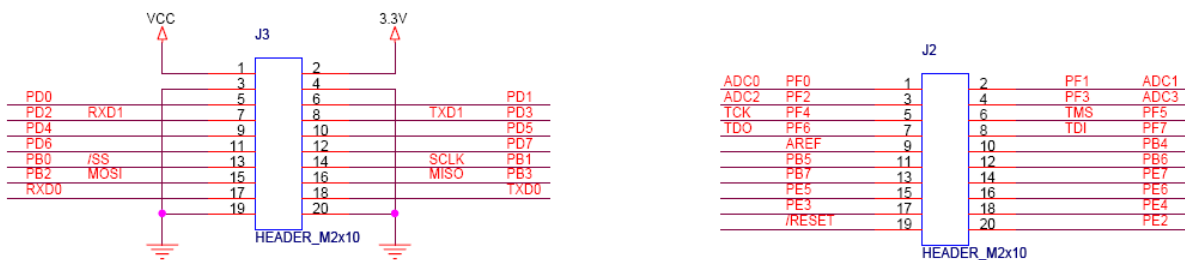 VCC 3.3V
J3
1 2
3 4
PD0 5 6 PD1
PD2 RXD1 7 8 TXD1 PD3
PD4 9 10 PD5
PD6 11 12 PD7
PB0 /SS 13 14 SCLK PB1
PB2 MOSI 15 16 MISO PB3
RXD0 17 18 TXD0
19 20
HEADER_M2x10
J2
ADC0 PF0 1 2 PF1 ADC1
ADC2 PF2 3 4 PF3 ADC3
TCK PF4 5 6 TMS PF5
TDO PF6 7 8 TDI PF7
AREF 9 10 PB4
PB5 11 12 PB6
PB7 13 14 PE7
PE5 15 16 PE6
PE3 17 18 PE4
/RESET 19 20 PE2
HEADER_M2x10